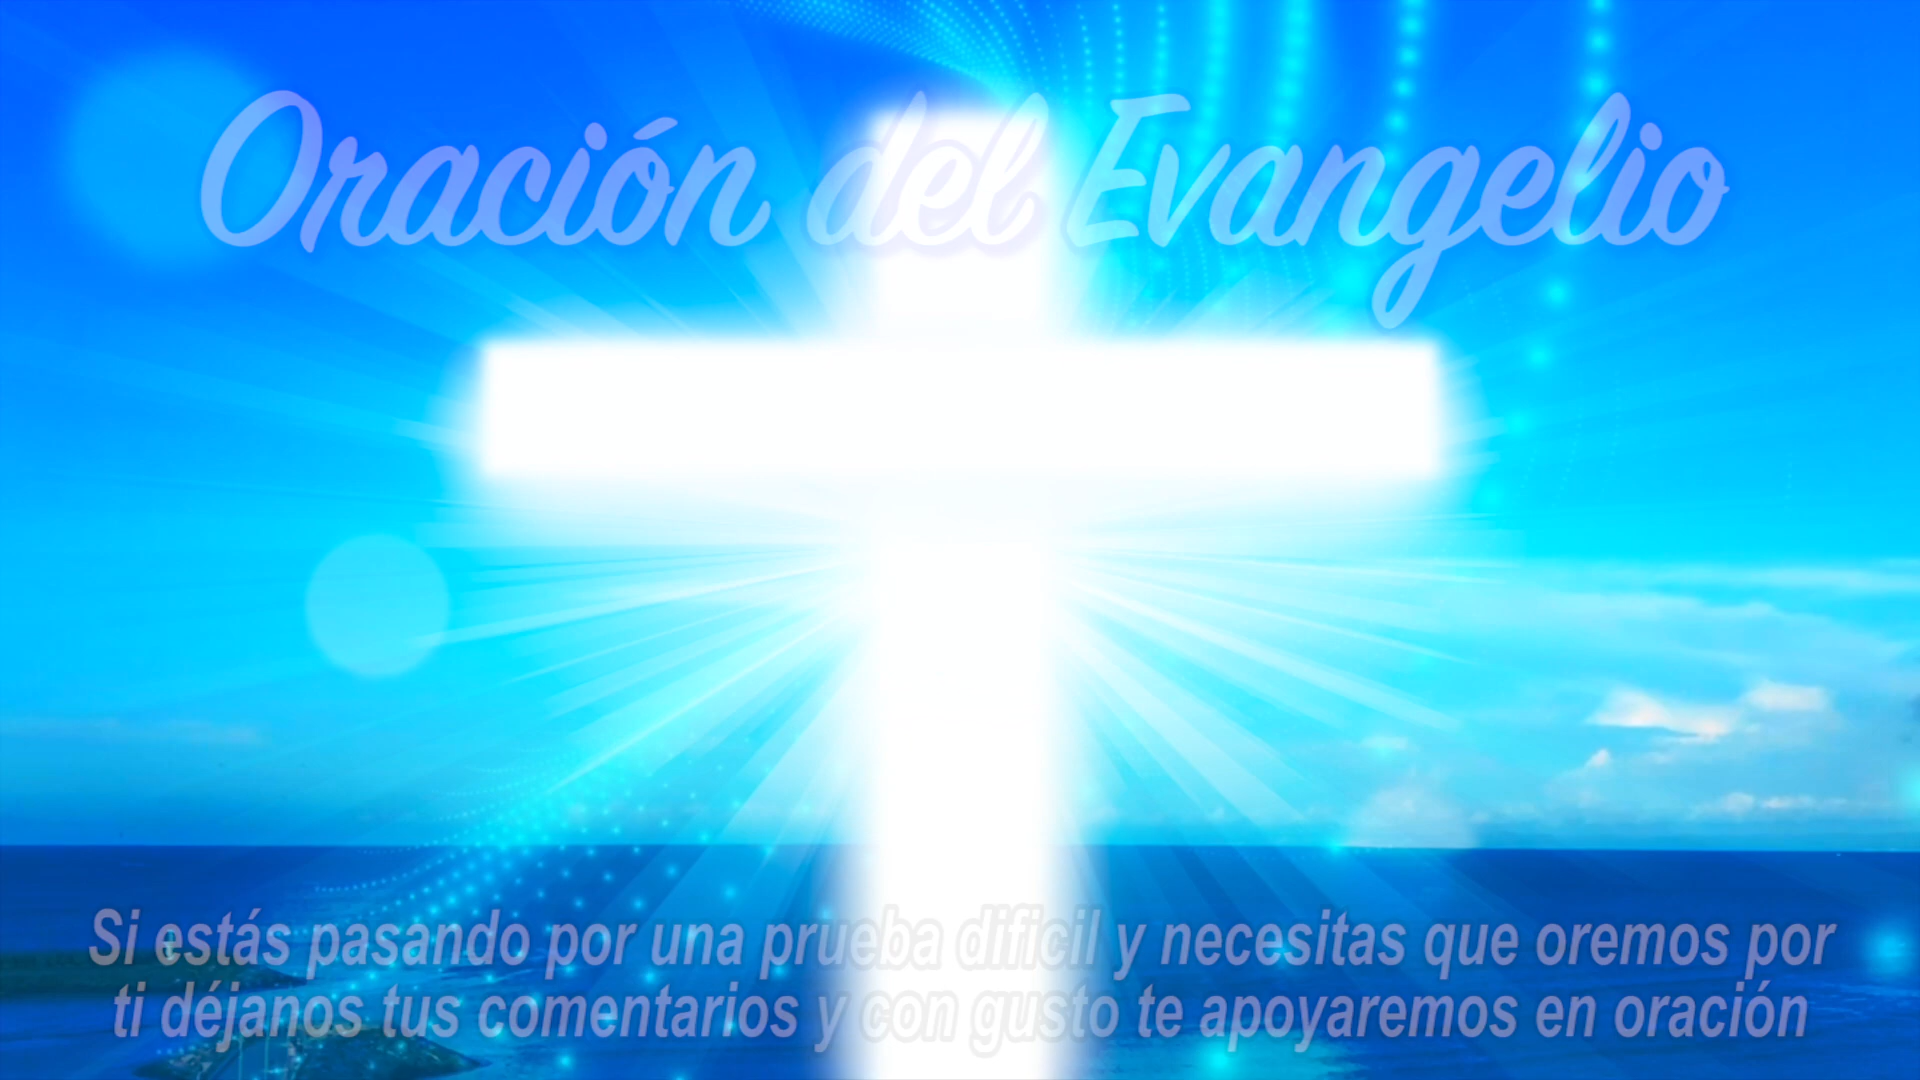 Oración del Evangelio
Si estás pasando por una prueba dificil y necesitas que oremos por
ti déjanos tus comentarios y con gusto te apoyaremos en oración